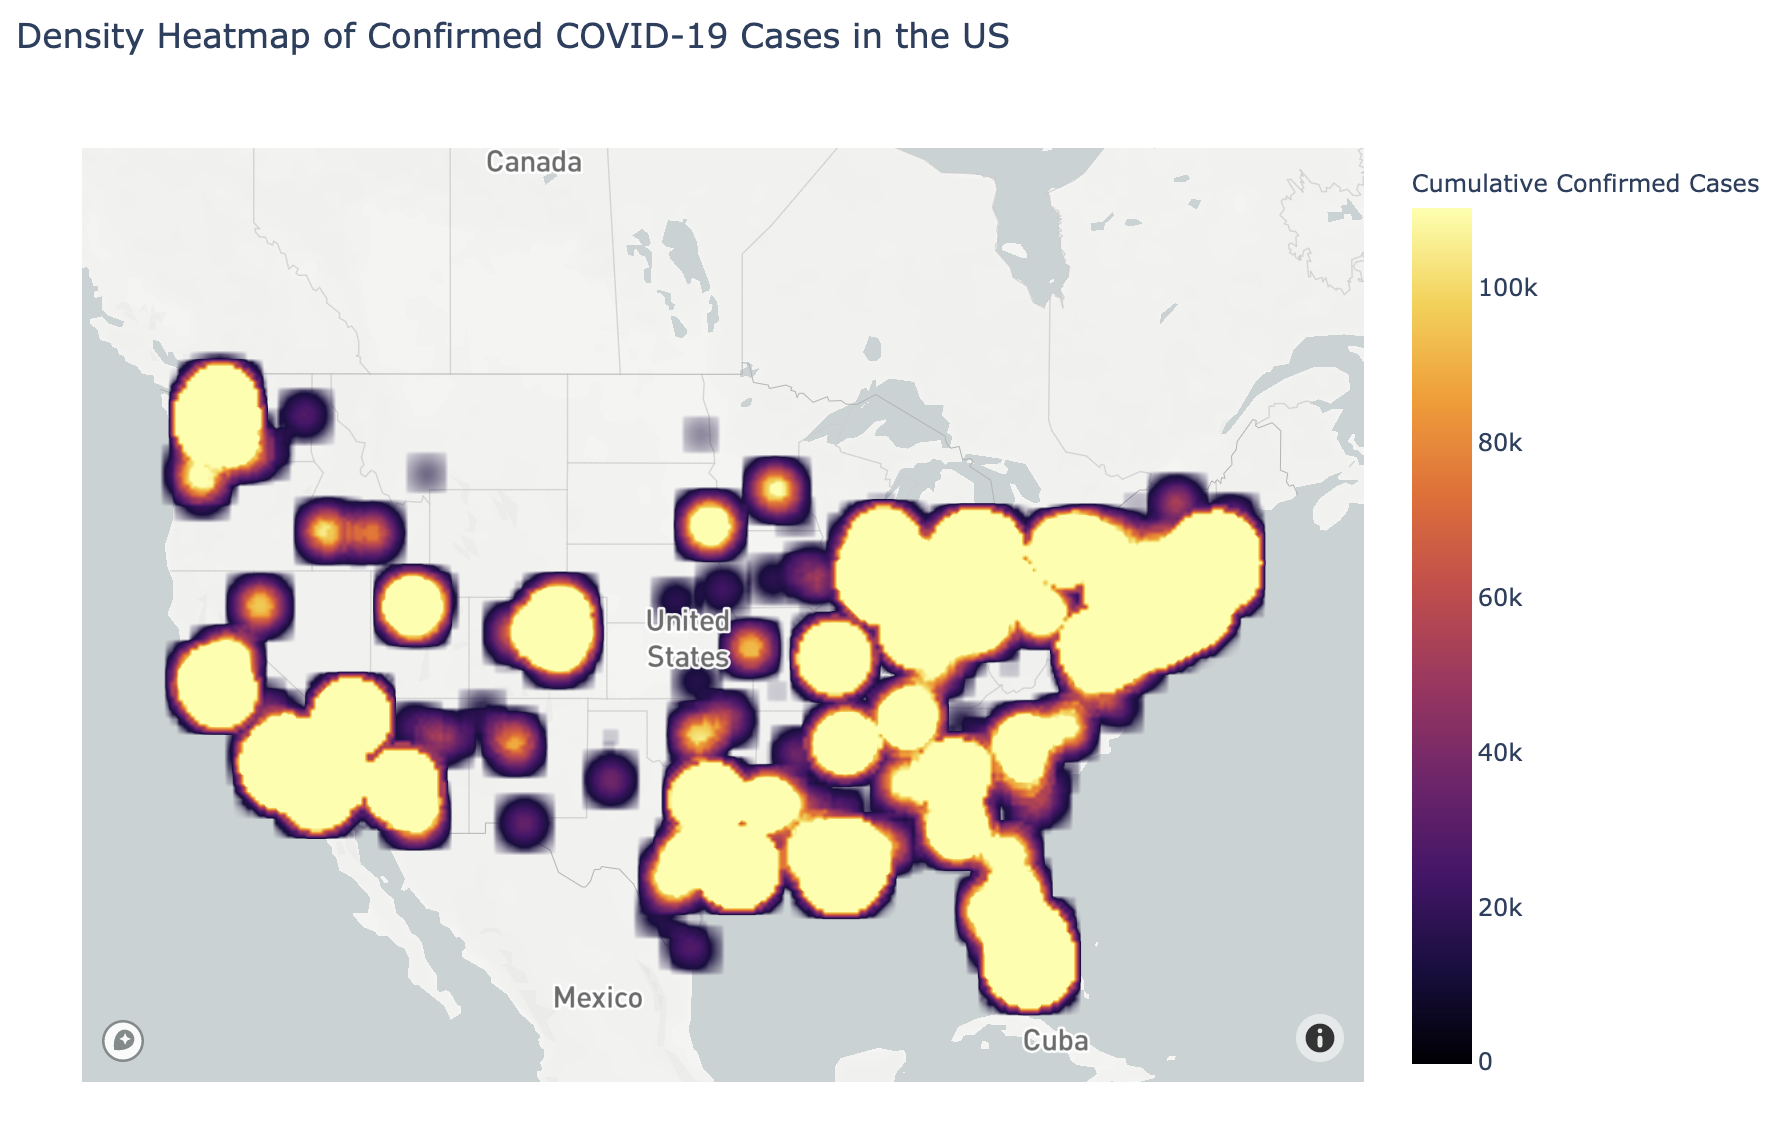 Density Heatmap of Confirmed COVID-19 Cases in the US
Canada
United
States
Mexico
Cuba
Cumulative Confirmed Cases
100k
80k
60k
40k
20k
0